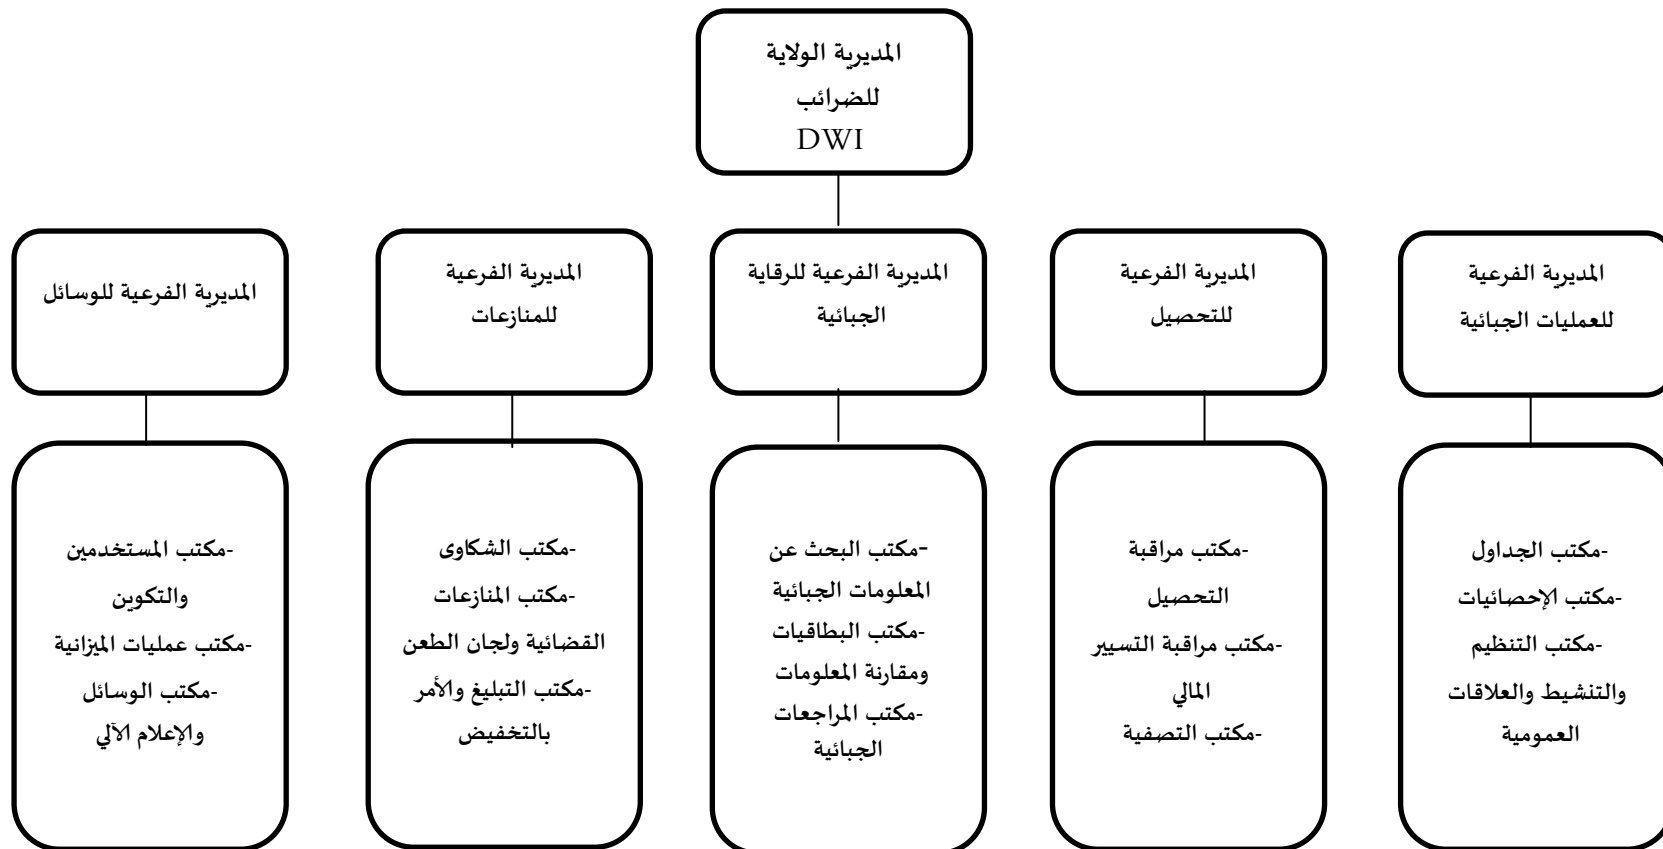 المديرية الولاية
للضرائب
DWI
المديرية الفرعية
للعمليات الجبائية
المديرية الفرعية
للتحصيل
المديرية الفرعية للرقاية
الجبائية
المديرية الفرعية
للمنازعات
المديرية الفرعية للوسائل
-مكتب الجداول
-مكتب الإحصائيات
-مكتب التنظيم
والتنشيط والعلاقات
العمومية
-مكتب مراقبة
التحصيل
-مكتب مراقبة التسيير
المالي
-مكتب التصفية
-مكتب البحث عن
المعلومات الجبائية
-مكتب البطاقيات
ومقارنة المعلومات
-مكتب المراجعات
الجبائية
-مكتب الشكاوى
-مكتب المنازعات
القضائية ولجان الطعن
-مكتب التبليغ والأمر
بالتخفيض
-مكتب المستخدمين
والتكوين
-مكتب عمليات الميزانية
-مكتب الوسائل
والإعلام الآلي